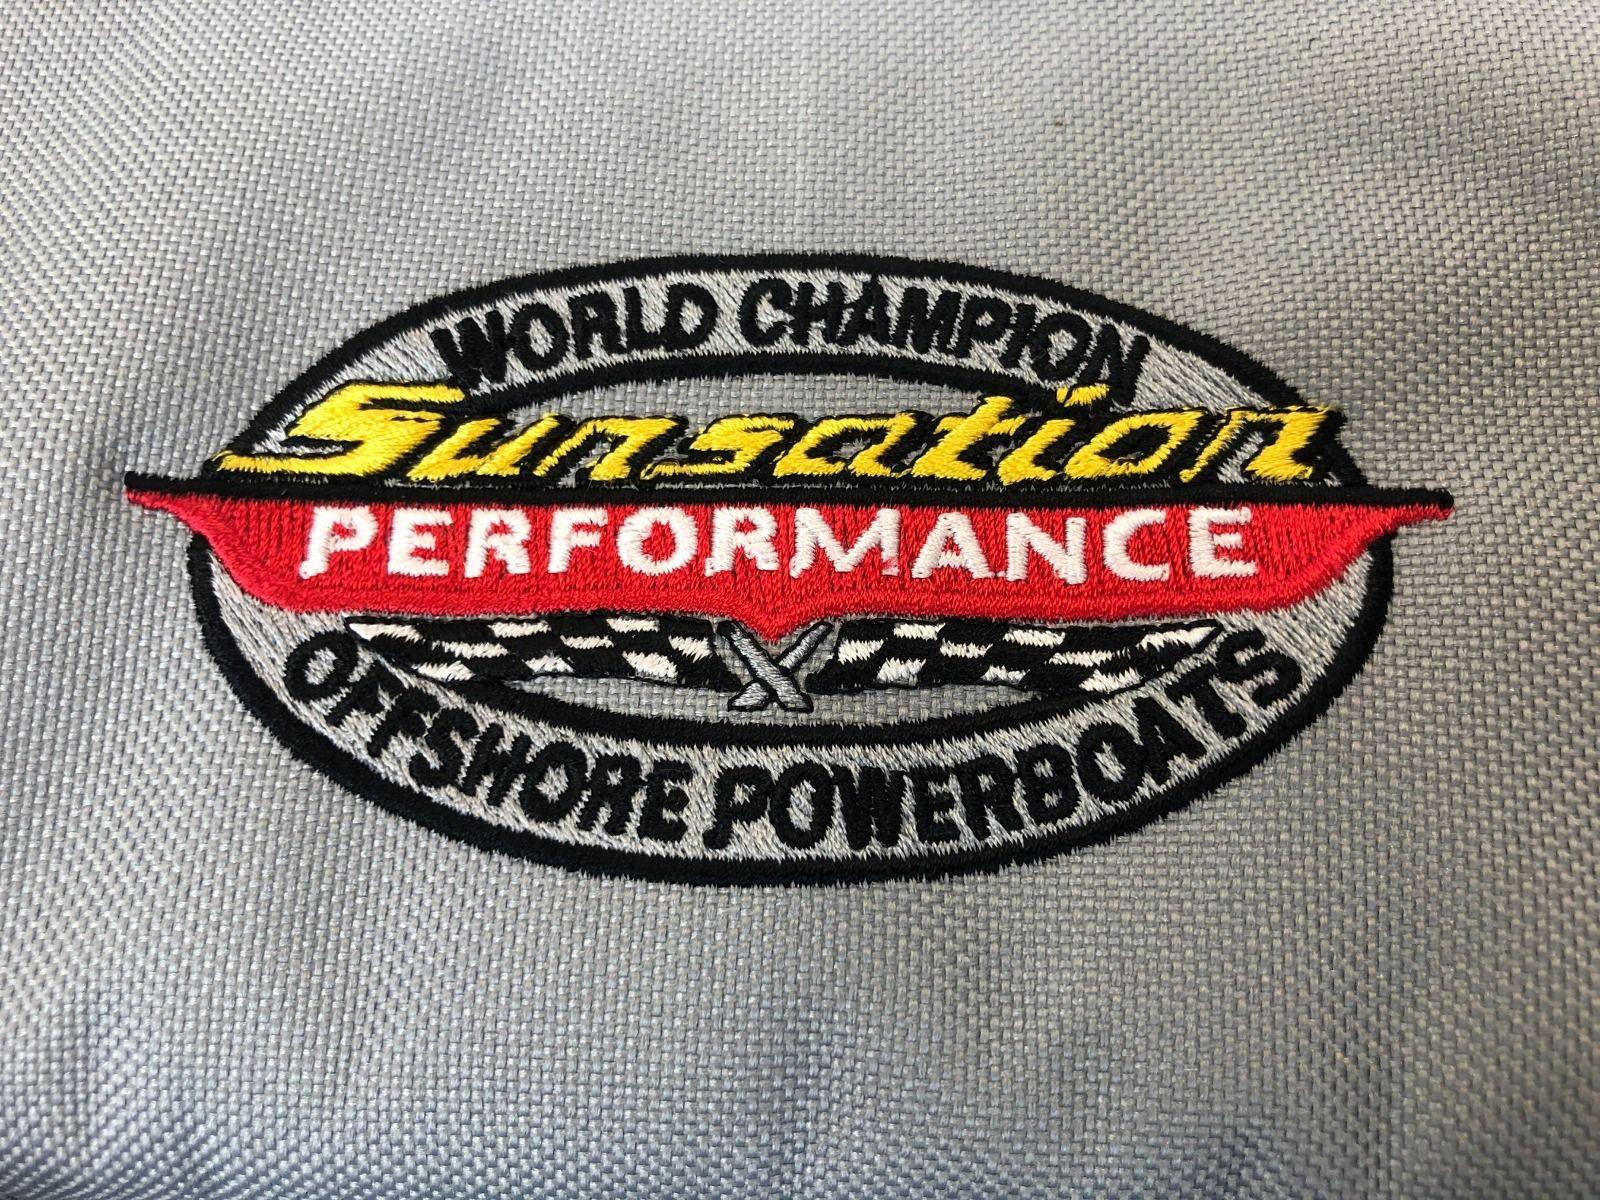 WORLD CHAMPION
Sunsation
PERFORMANCE
OFFSHORE POWERBOATS